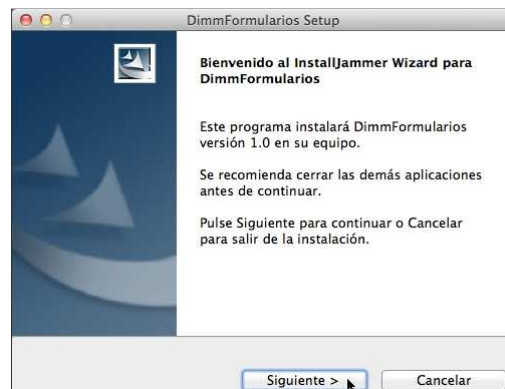 DimmFormularios Setup
Bienvenido al InstallJammer Wizard para
DimmFormularios
Este programa instalará DimmFormularios
versión 1.0 en su equipo.
Se recomienda cerrar las demás aplicaciones
antes de continuar.
Pulse Siguiente para continuar o Cancelar
para salir de la instalación.
Siguiente >
Cancelar